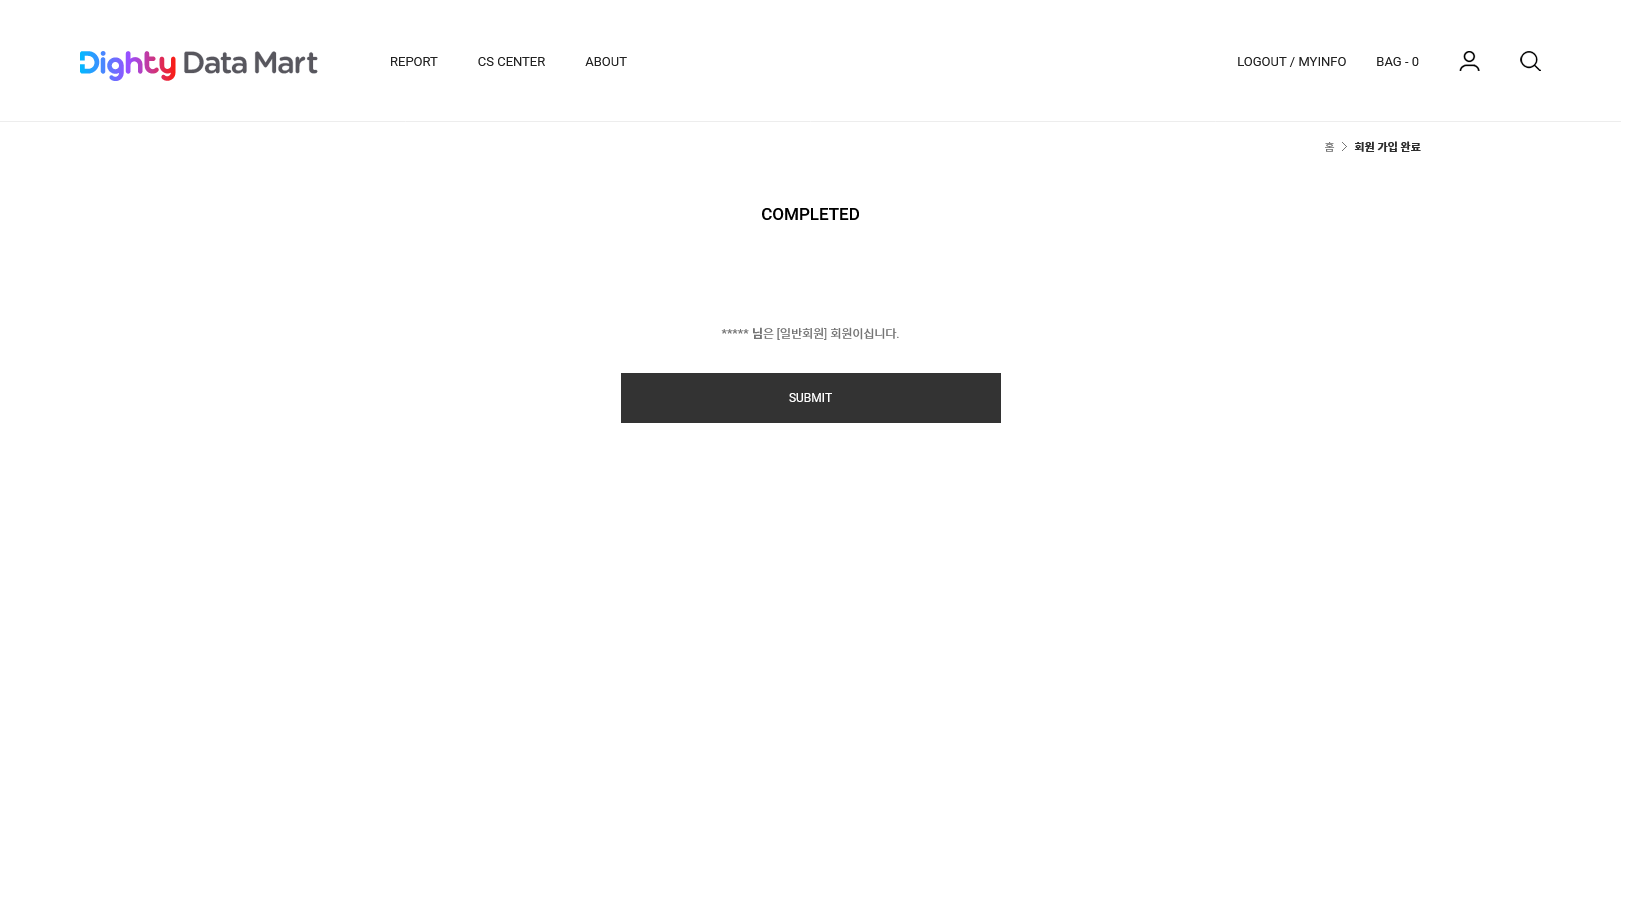 Dighty Data Mart
REPORT
CS CENTER
ABOUT
LOGOUT / MYINFO
BAG - 0
홈 > 회원 가입 완료
COMPLETED
***** 님은 [일반회원] 회원이십니다.
SUBMIT